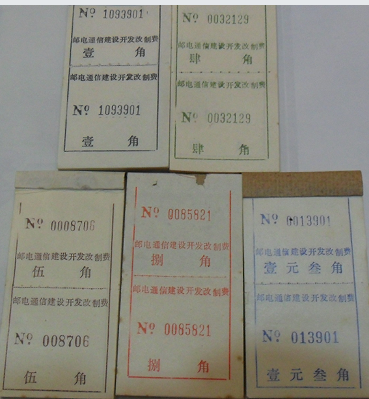 Nº 1093901
邮电通信建设开发改制费
壹 角
邮电通信建设开发改制费
Nº 1093901
壹 角
Nº 0032129
邮电通信建设开发改制费
肆 角
邮电通信建设开发改制费
Nº 0032129
肆 角
Nº 0008706
邮电通信建设开发改制费
伍 角
邮电通信建设开发改制费
Nº 008706
伍 角
Nº 0085821
邮电通信建设开发改制费
捌 角
邮电通信建设开发改制费
Nº 0085821
捌 角
Nº 013901
邮电通信建设开发改制费
壹元叁角
邮电通信建设开发改制费
Nº 013901
壹元叁角